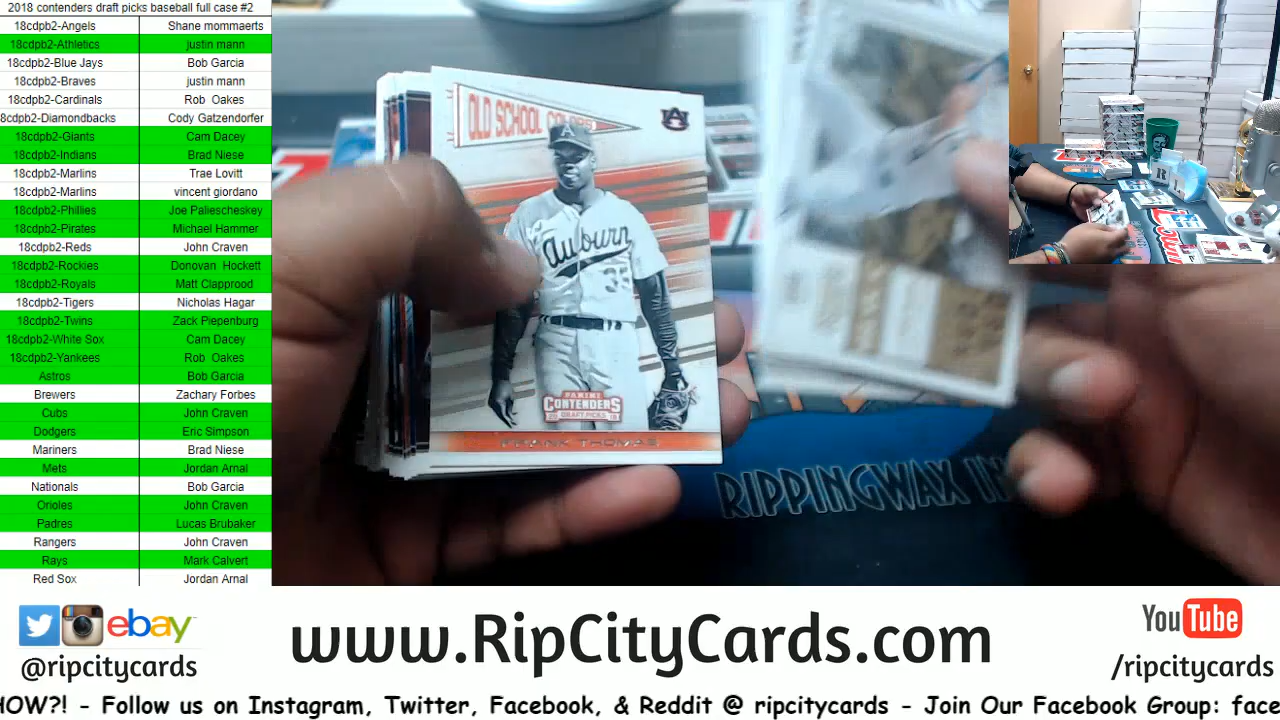 2018 contenders draft picks baseball full case #2
18cdpb2-Angels Shane mommaerts
18cdpb2-Athletics justin mann
18cdpb2-Blue Jays Bob Garcia
18cdpb2-Braves justin mann
18cdpb2-Cardinals Rob Oakes
8cdpb2-Diamondbacks Cody Gatzendorfer
18cdpb2-Giants Cam Dacey
18cdpb2-Indians Brad Niese
18cdpb2-Marlins Trae Lovitt
18cdpb2-Marlins vincent giordano
18cdpb2-Phillies Joe Paliescheskey
18cdpb2-Pirates Michael Hammer
18cdpb2-Reds John Craven
18cdpb2-Rockies Donovan Hockett
18cdpb2-Royals Matt Clapprood
18cdpb2-Tigers Nicholas Hagar
18cdpb2-Twins Zack Piepenburg
18cdpb2-White Sox Cam Dacey
18cdpb2-Yankees Rob Oakes
Astros Bob Garcia
Brewers Zachary Forbes
Cubs John Craven
Dodgers Eric Simpson
Mariners Brad Niese
Mets Jordan Arnal
Nationals Bob Garcia
Orioles John Craven
Padres Lucas Brubaker
Rangers John Craven
Rays Mark Calvert
Red Sox Jordan Arnal
OLD SCHOOL COLORS
AU
A
Auburn
35
PANINI
CONTENDERS
DRAFT PICKS
FRANK THOMAS
RIPPINGWAX IN
ebay
@ripcitycards
www.RipCityCards.com
YouTube
/ripcitycards
HOW?! - Follow us on Instagram, Twitter, Facebook, & Reddit @ ripcitycards - Join Our Facebook Group: face